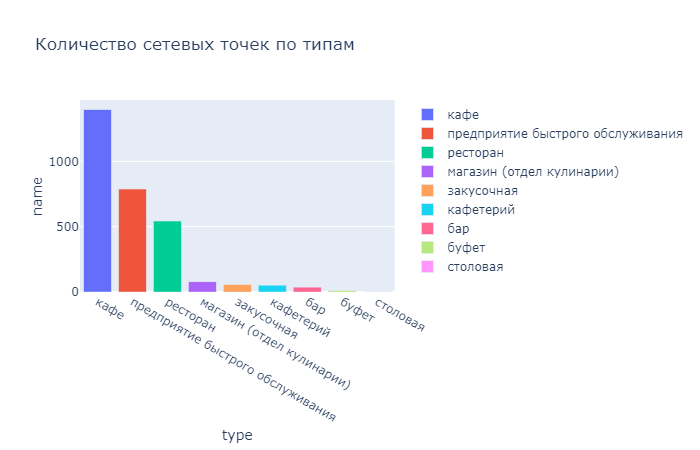 Количество сетевых точек по типам
name
1000
500
0
кафе
предприятие быстрого обслуживания
ресторан
магазин (отдел кулинарии)
закусочная
кафетерий
бар
буфет
столовая
type
кафе
предприятие быстрого обслуживания
ресторан
магазин (отдел кулинарии)
закусочная
кафетерий
бар
буфет
столовая